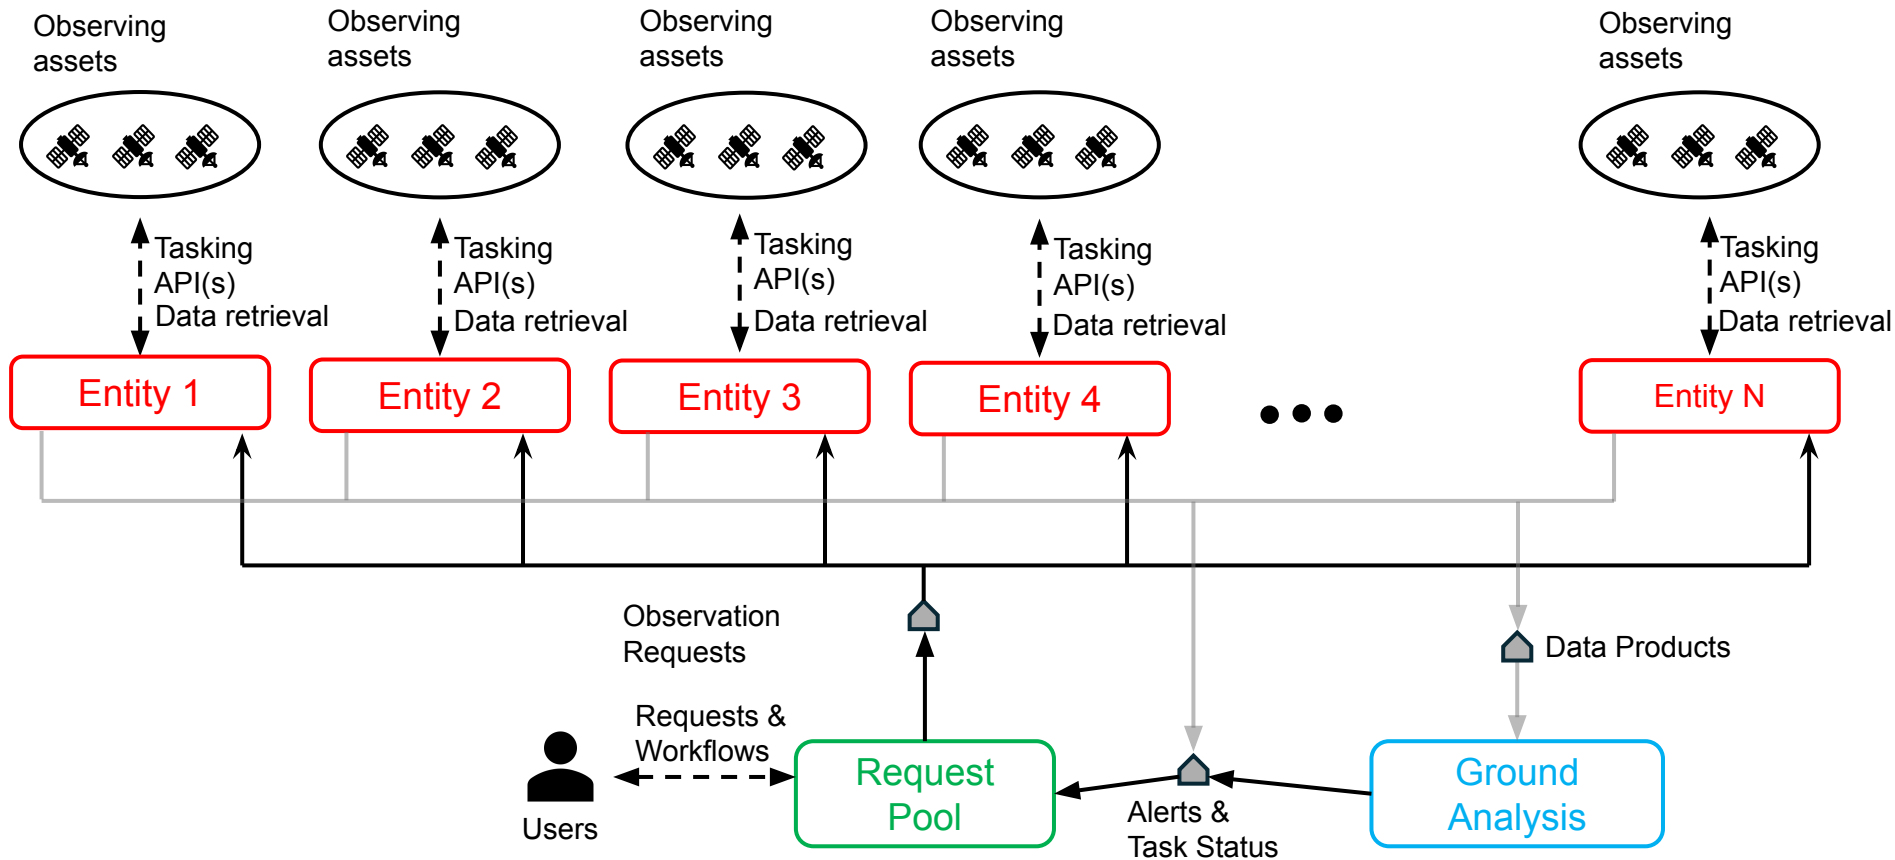 Observing
assets
Observing
assets
Observing
assets
Observing
assets
Observing
assets
Tasking
API(s)
Data retrieval
Tasking
API(s)
Data retrieval
Tasking
API(s)
Data retrieval
Tasking
API(s)
Data retrieval
Tasking
API(s)
Data retrieval
Entity 1
Entity 2
Entity 3
Entity 4
Entity N
Observation
Requests
Data Products
Requests &
Workflows
Users
Request
Pool
Alerts &
Task Status
Ground
Analysis